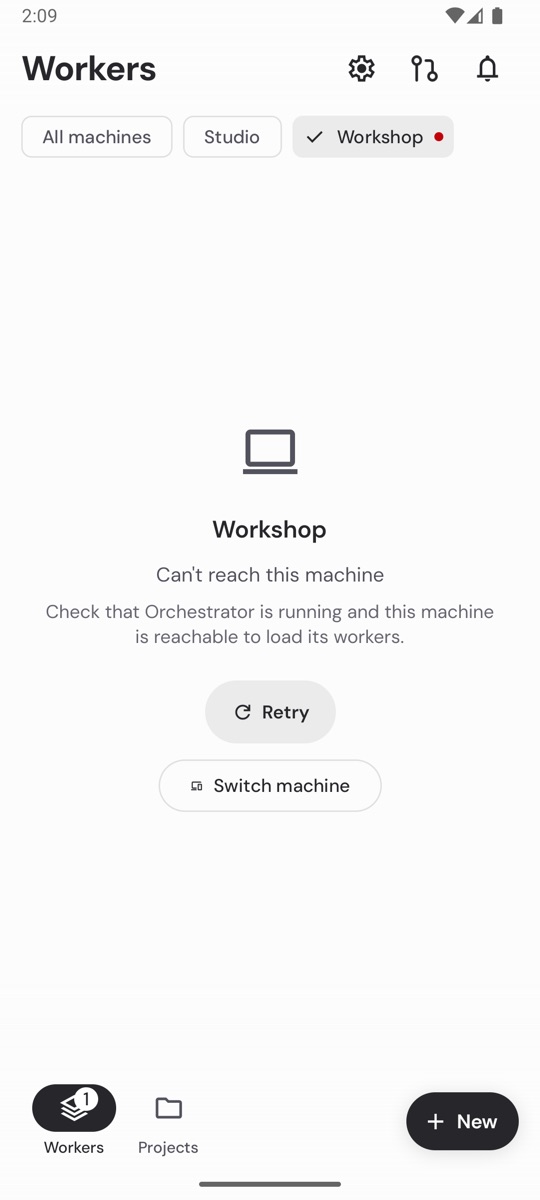 2:09
Workers
All machines
Studio
Workshop
Workshop
Can't reach this machine
Check that Orchestrator is running and this machine
is reachable to load its workers.
Retry
Switch machine
1
Workers
Projects
New